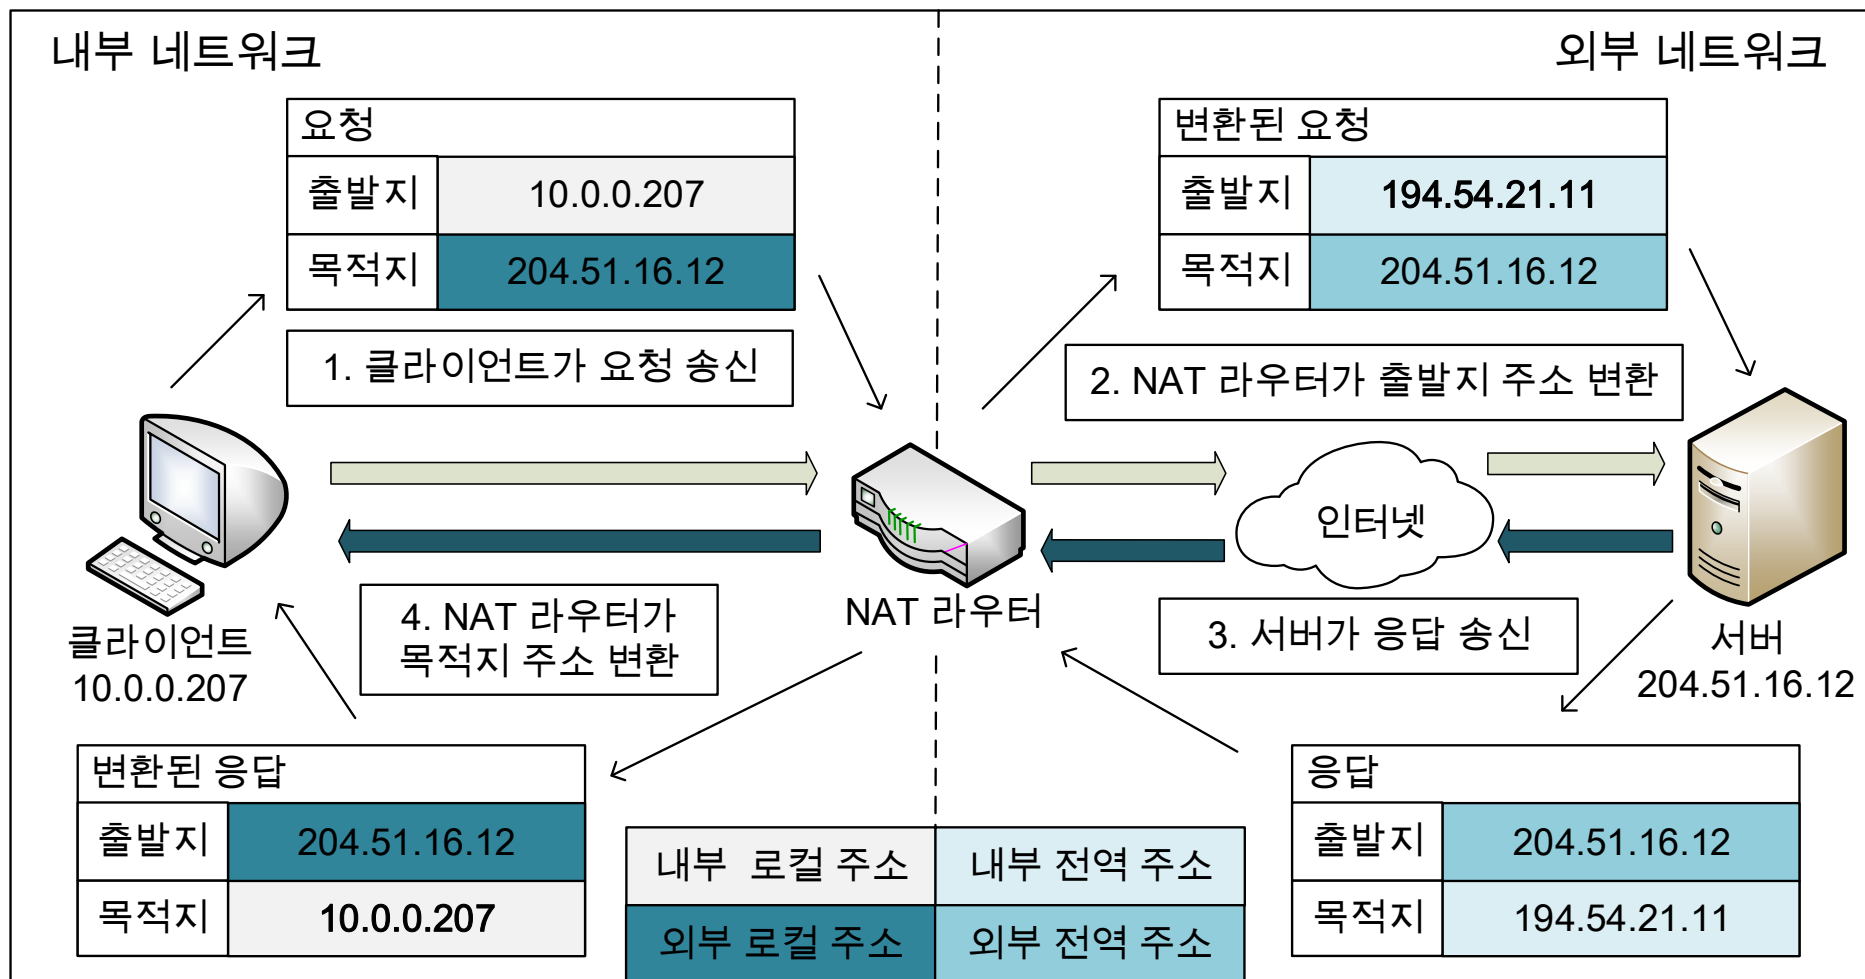 내부 네트워크
외부 네트워크
요청
출발지 10.0.0.207
목적지 204.51.16.12
변환된 요청
출발지 194.54.21.11
목적지 204.51.16.12
1. 클라이언트가 요청 송신
2. NAT 라우터가 출발지 주소 변환
인터넷
NAT 라우터
클라이언트
10.0.0.207
4. NAT 라우터가
목적지 주소 변환
3. 서버가 응답 송신
서버
204.51.16.12
변환된 응답
출발지 204.51.16.12
목적지 10.0.0.207
응답
출발지 204.51.16.12
목적지 194.54.21.11
내부 로컬 주소 내부 전역 주소
외부 로컬 주소 외부 전역 주소